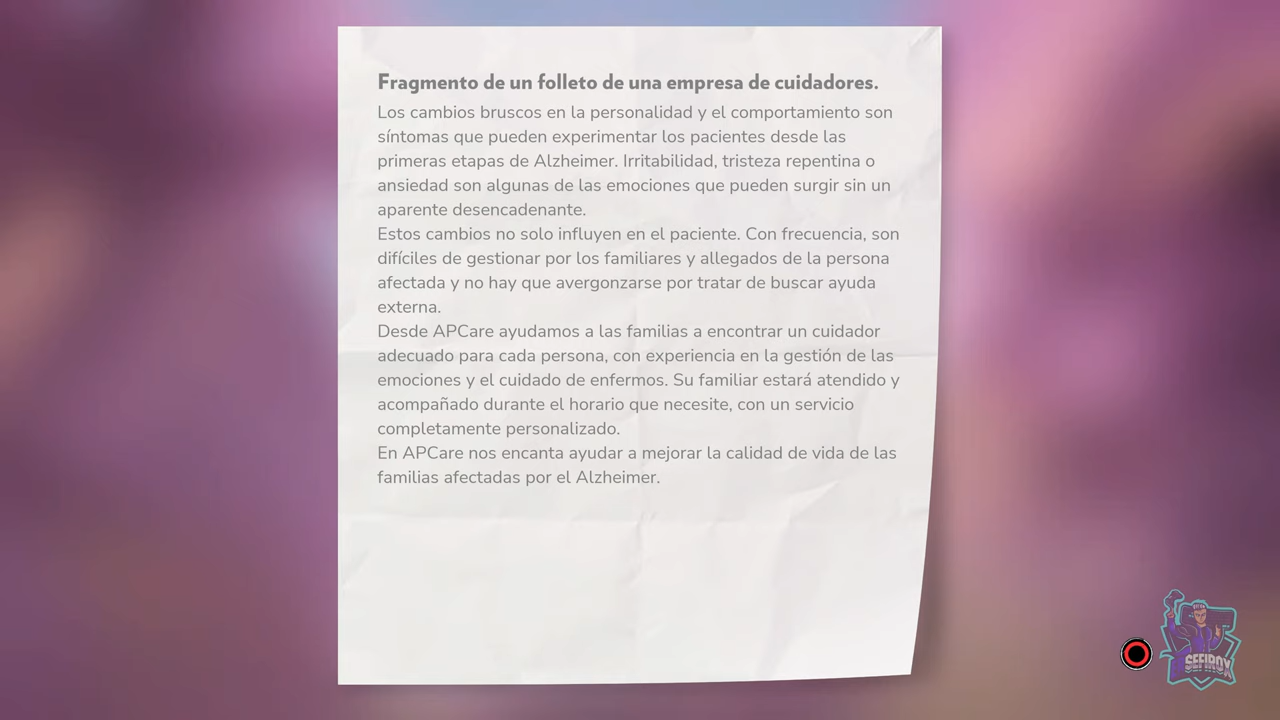 Fragmento de un folleto de una empresa de cuidadores.
Los cambios bruscos en la personalidad y el comportamiento son
síntomas que pueden experimentar los pacientes desde las
primeras etapas de Alzheimer. Irritabilidad, tristeza repentina o
ansiedad son algunas de las emociones que pueden surgir sin un
aparente desencadenante.
Estos cambios no solo influyen en el paciente. Con frecuencia, son
difíciles de gestionar por los familiares y allegados de la persona
afectada y no hay que avergonzarse por tratar de buscar ayuda
externa.
Desde APCare ayudamos a las familias a encontrar un cuidador
adecuado para cada persona, con experiencia en la gestión de las
emociones y el cuidado de enfermos. Su familiar estará atendido y
acompañado durante el horario que necesite, con un servicio
completamente personalizado.
En APCare nos encanta ayudar a mejorar la calidad de vida de las
familias afectadas por el Alzheimer.
SEFIROX